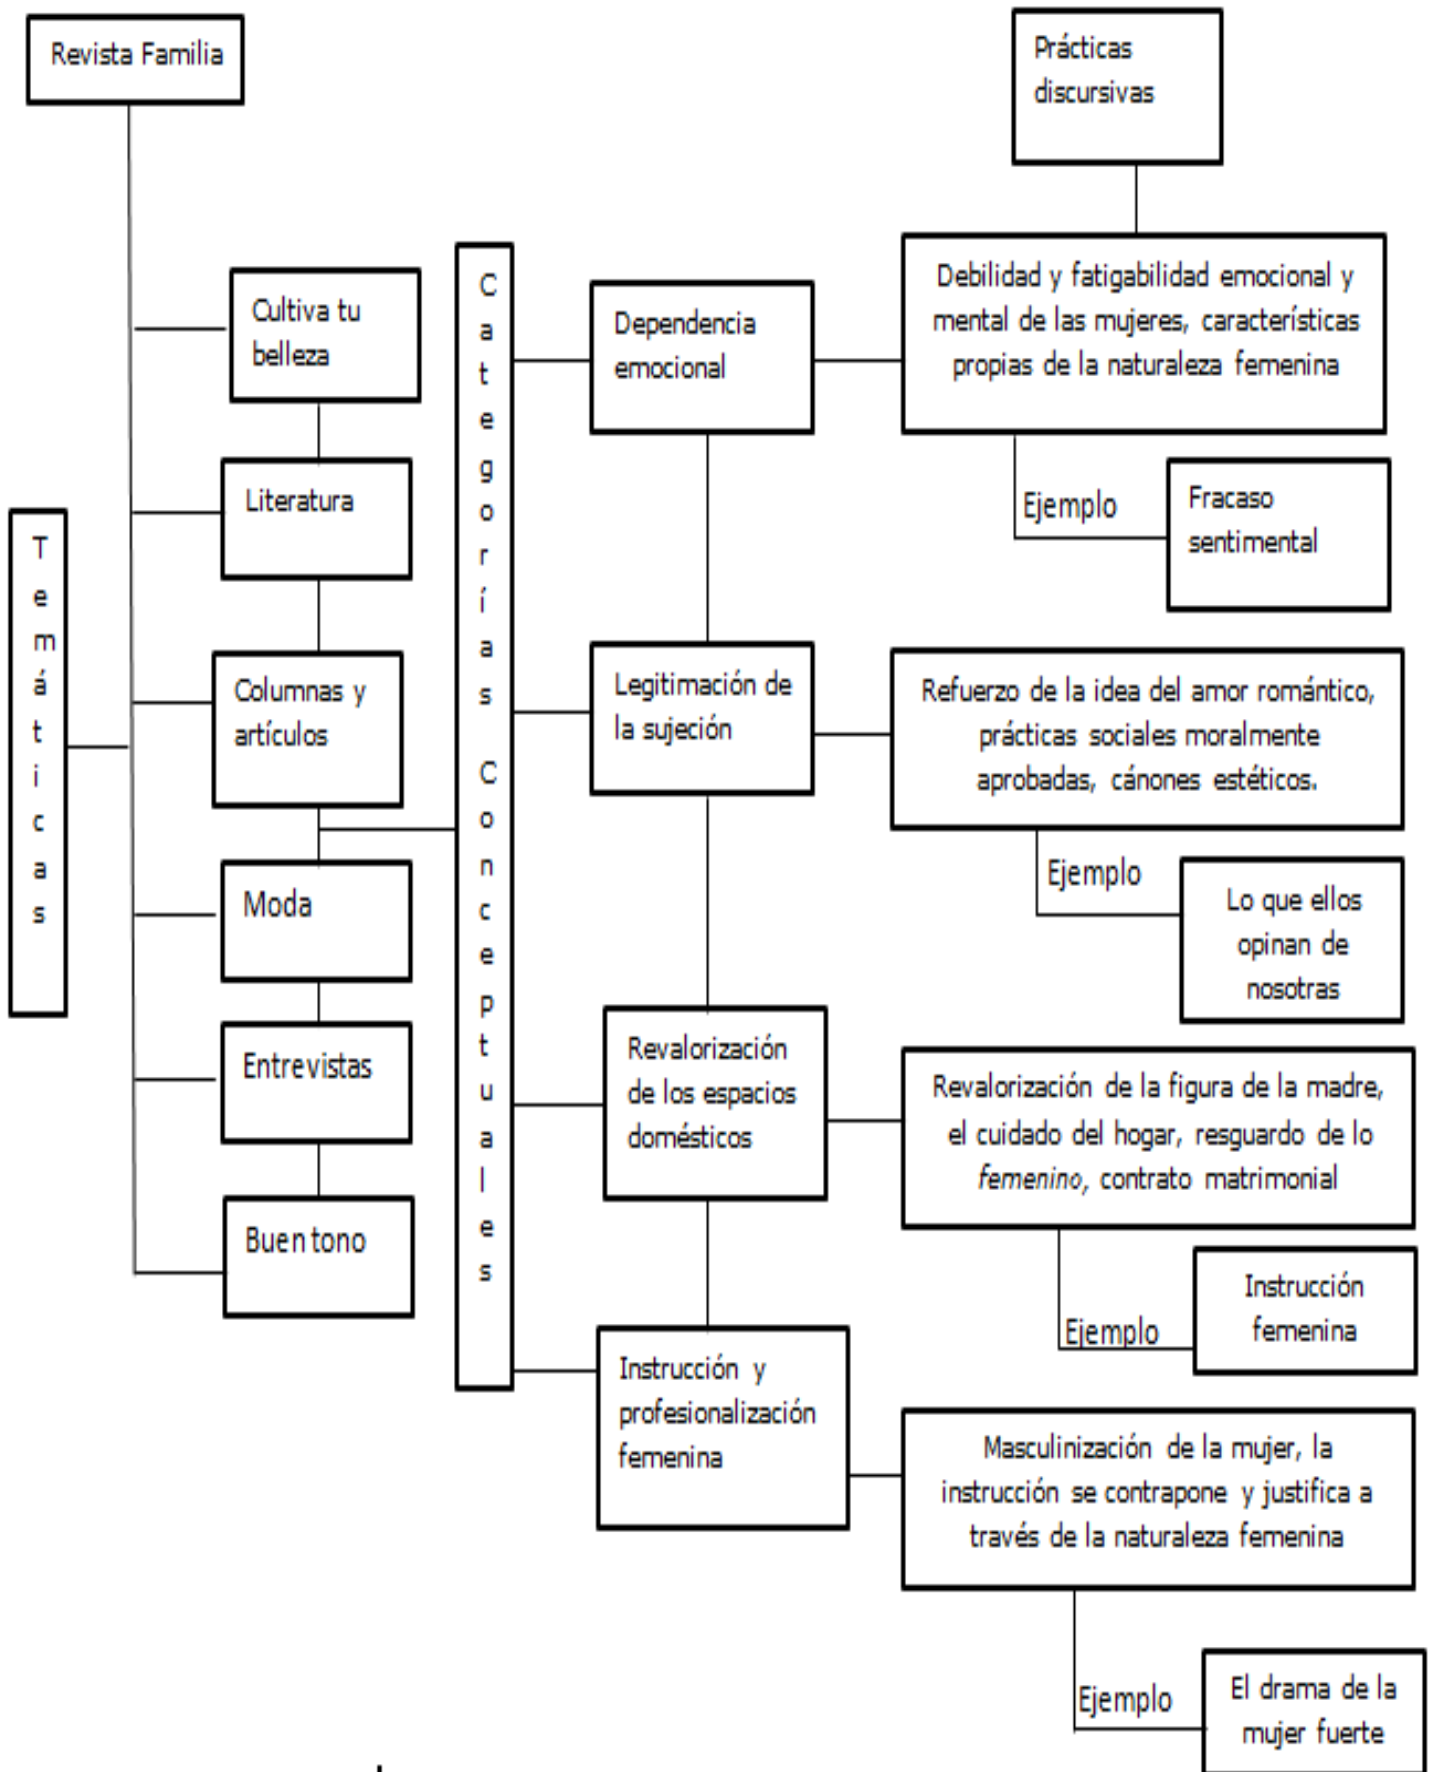 Revista Familia
Prácticas
discursivas
Temáticas
Cultiva tu
belleza
Literatura
Columnas y
artículos
Moda
Entrevistas
Buen tono
Categorías Conceptuales
Dependencia
emocional
Debilidad y fatigabilidad emocional y
mental de las mujeres, características
propias de la naturaleza femenina
Ejemplo
Fracaso
sentimental
Legitimación de
la sujeción
Refuerzo de la idea del amor romántico,
prácticas sociales moralmente
aprobadas, cánones estéticos.
Ejemplo
Lo que ellos
opinan de
nosotras
Revalorización
de los espacios
domésticos
Revalorización de la figura de la madre,
el cuidado del hogar, resguardo de lo
femenino, contrato matrimonial
Ejemplo
Instrucción
femenina
Instrucción y
profesionalización
femenina
Masculinización de la mujer, la
instrucción se contrapone y justifica a
través de la naturaleza femenina
Ejemplo
El drama de la
mujer fuerte